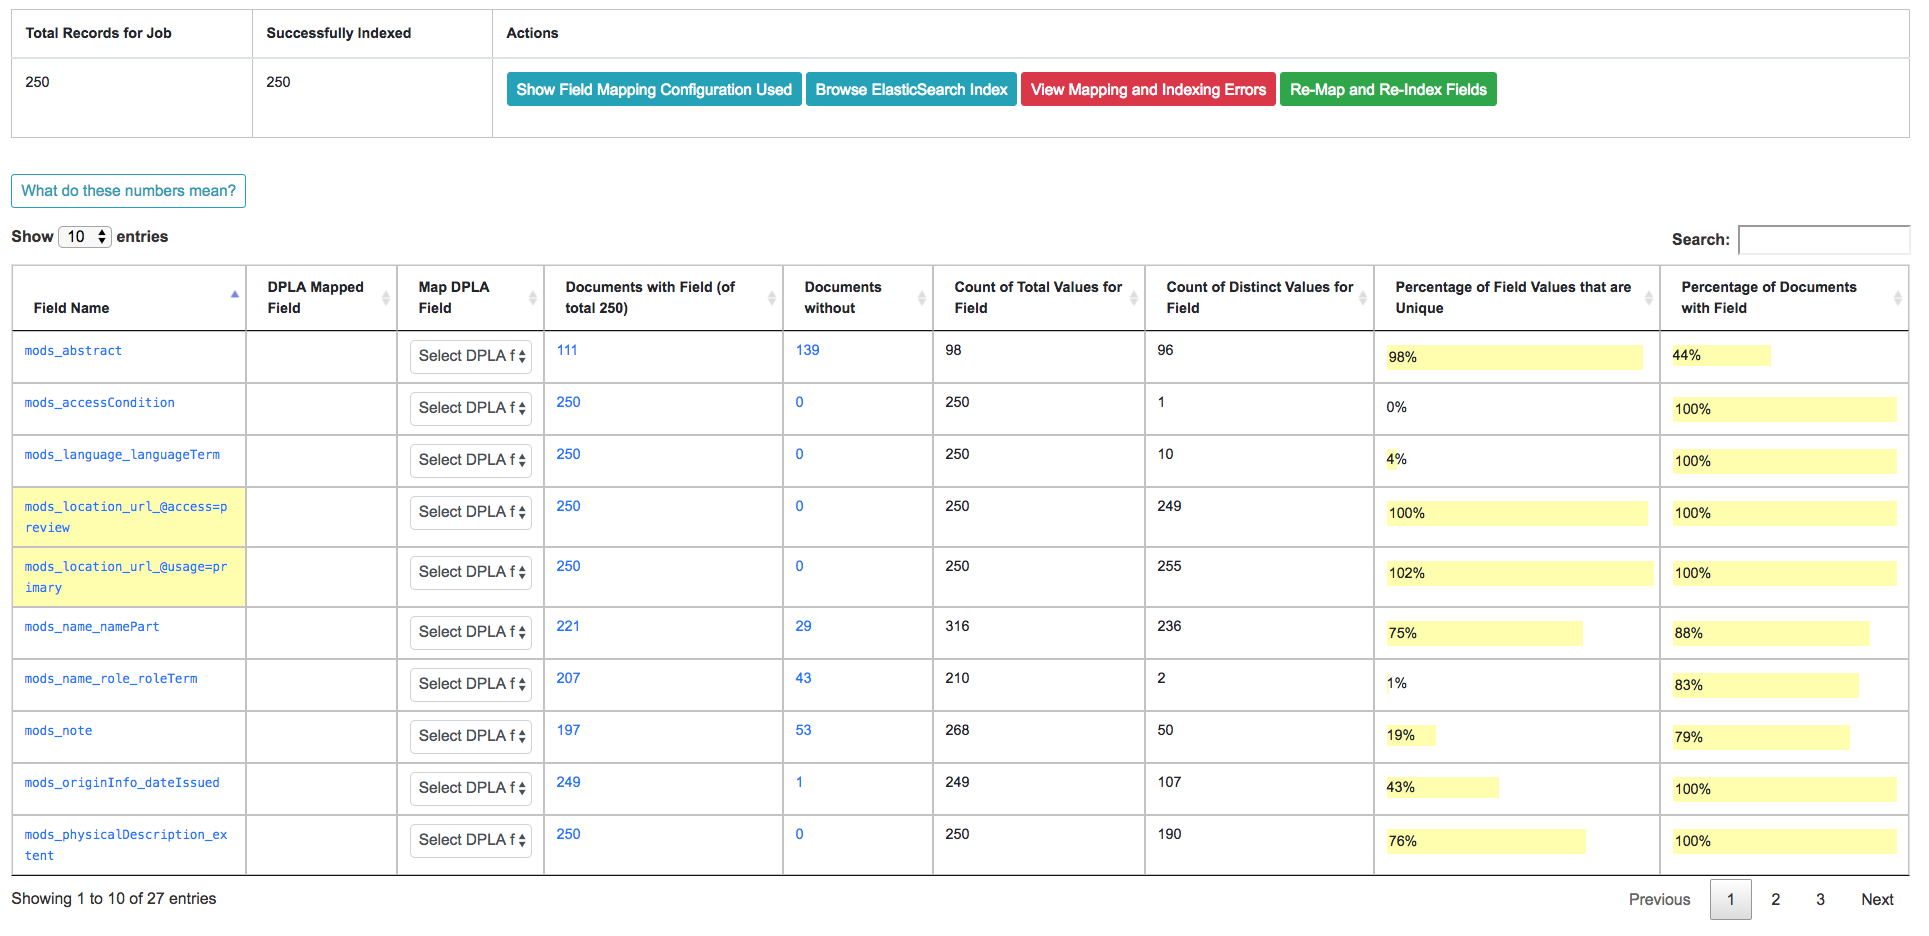 Total Records for Job Successfully Indexed Actions
250 250 Show Field Mapping Configuration Used Browse ElasticSearch Index View Mapping and Indexing Errors Re-Map and Re-Index Fields
What do these numbers mean?
Show 10 entries Search:
Field Name DPLA Mapped Field Map DPLA Field Documents with Field (of total 250) Documents without Count of Total Values for Field Count of Distinct Values for Field Percentage of Field Values that are Unique Percentage of Documents with Field
mods_abstract Select DPLA f 111 139 98 96 98% 44%
mods_accessCondition Select DPLA f 250 0 250 1 0% 100%
mods_language_languageTerm Select DPLA f 250 0 250 10 4% 100%
mods_location_url_@access=p
review Select DPLA f 250 0 250 249 100% 100%
mods_location_url_@usage=pr
imary Select DPLA f 250 0 250 255 102% 100%
mods_name_namePart Select DPLA f 221 29 316 236 75% 88%
mods_name_role_roleTerm Select DPLA f 207 43 210 2 1% 83%
mods_note Select DPLA f 197 53 268 50 19% 79%
mods_originInfo_dateIssued Select DPLA f 249 1 249 107 43% 100%
mods_physicalDescription_ex
tent Select DPLA f 250 0 250 190 76% 100%
Showing 1 to 10 of 27 entries Previous 1 2 3 Next